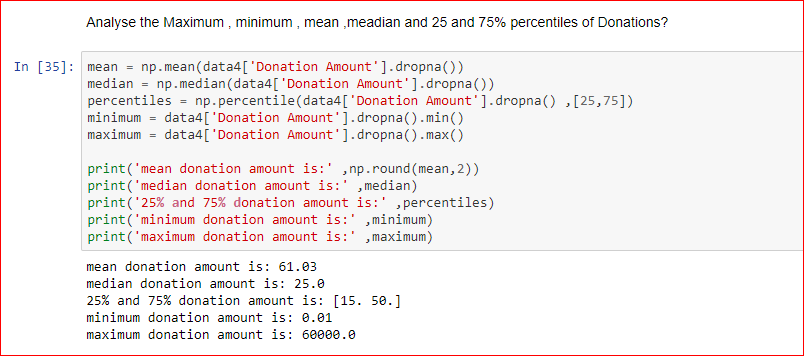 Analyse the Maximum , minimum , mean ,meadian and 25 and 75% percentiles of Donations?
In [35]: mean = np.mean(data4['Donation Amount'].dropna())
median = np.median(data4['Donation Amount'].dropna())
percentiles = np.percentile(data4['Donation Amount'].dropna() ,[25,75])
minimum = data4['Donation Amount'].dropna().min()
maximum = data4['Donation Amount'].dropna().max()
print('mean donation amount is:' ,np.round(mean,2))
print('median donation amount is:' ,median)
print('25% and 75% donation amount is:' ,percentiles)
print('minimum donation amount is:' ,minimum)
print('maximum donation amount is:' ,maximum)
mean donation amount is: 61.03
median donation amount is: 25.0
25% and 75% donation amount is: [15. 50.]
minimum donation amount is: 0.01
maximum donation amount is: 60000.0